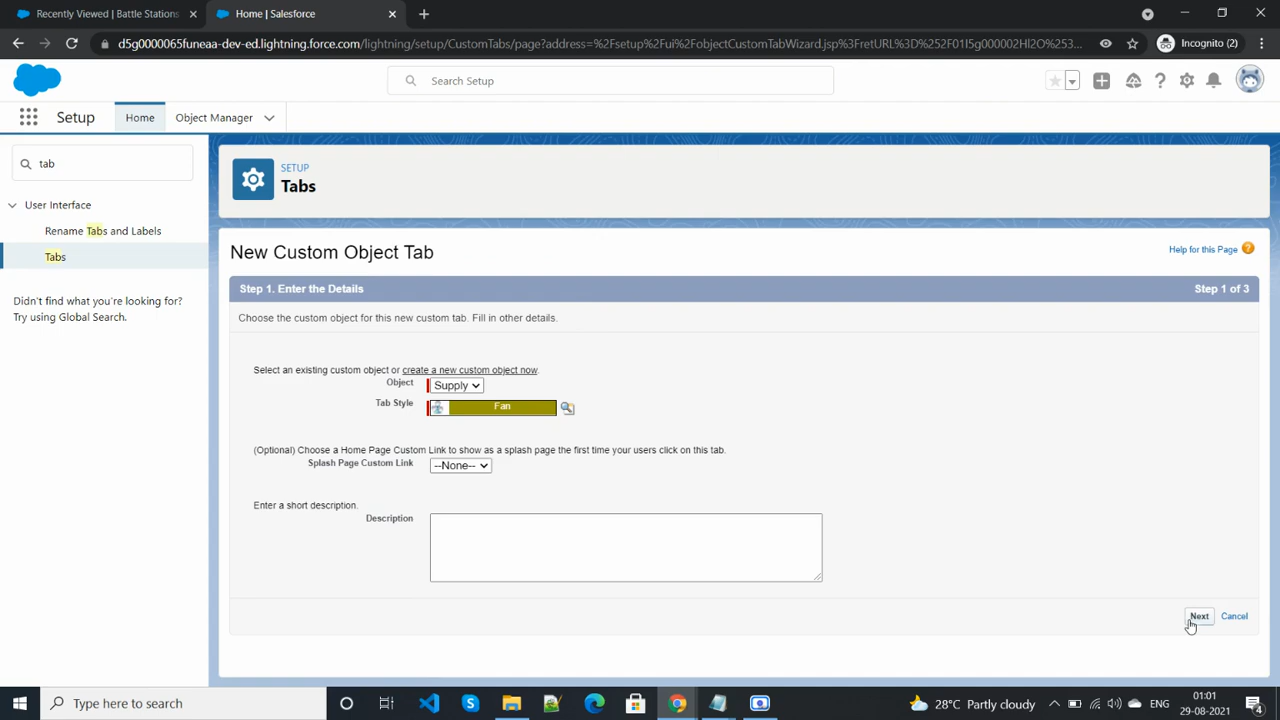 Recently Viewed | Battle Stations
Home | Salesforce
d5g0000065funeaa-dev-ed.lightning.force.com/lightning/setup/CustomTabs/page?address=%2Fsetup%2Fui%2FobjectCustomTabWizard.jsp%3FretURL%3D%252F01I5g000002Hl2O%253...
Incognito (2)
Search Setup
Setup
Home
Object Manager
tab
User Interface
Rename Tabs and Labels
Tabs
Didn't find what you're looking for?
Try using Global Search.
SETUP
Tabs
New Custom Object Tab
Help for this Page
Step 1. Enter the Details
Step 1 of 3
Choose the custom object for this new custom tab. Fill in other details.
Select an existing custom object or create a new custom object now.
Object
Supply
Tab Style
Fan
(Optional) Choose a Home Page Custom Link to show as a splash page the first time your users click on this tab.
Splash Page Custom Link
--None--
Enter a short description.
Description
Next
Cancel
Type here to search
28°C Partly cloudy
ENG
01:01
29-08-2021
4